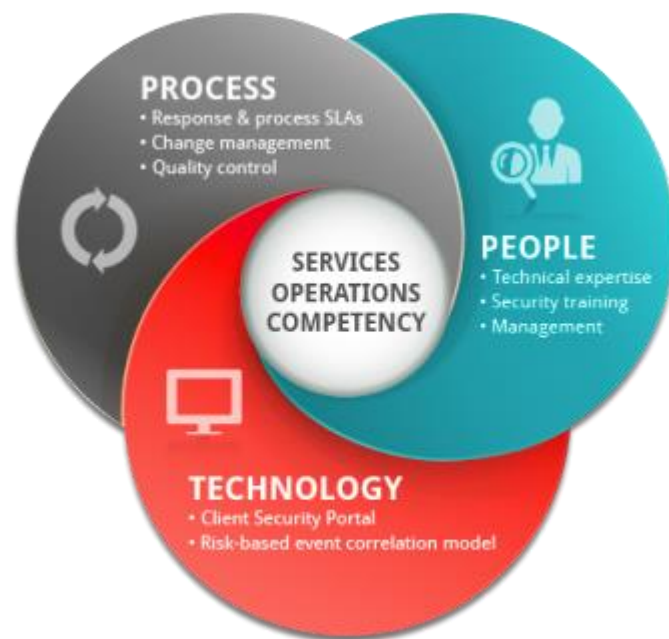 PROCESS
• Response & process SLAs
• Change management
• Quality control
PEOPLE
• Technical expertise
• Security training
• Management
SERVICES
OPERATIONS
COMPETENCY
TECHNOLOGY
• Client Security Portal
• Risk-based event correlation model